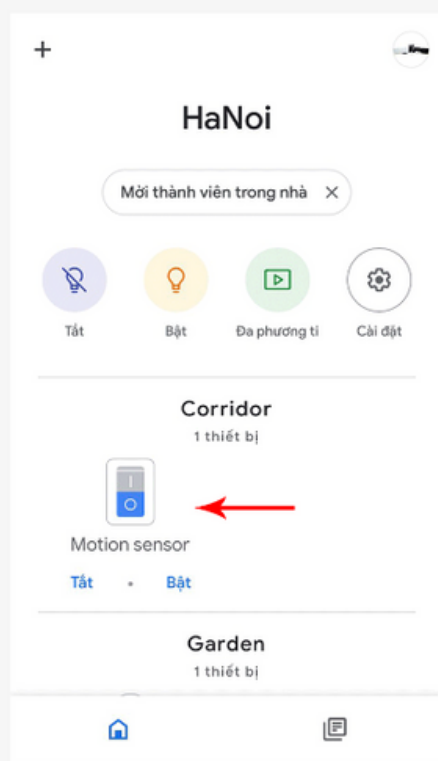 HaNoi
Mời thành viên trong nhà
Tắt Bật Đa phương ti Cài đặt
Corridor
1 thiết bị
Motion sensor
Tắt • Bật
Garden
1 thiết bị